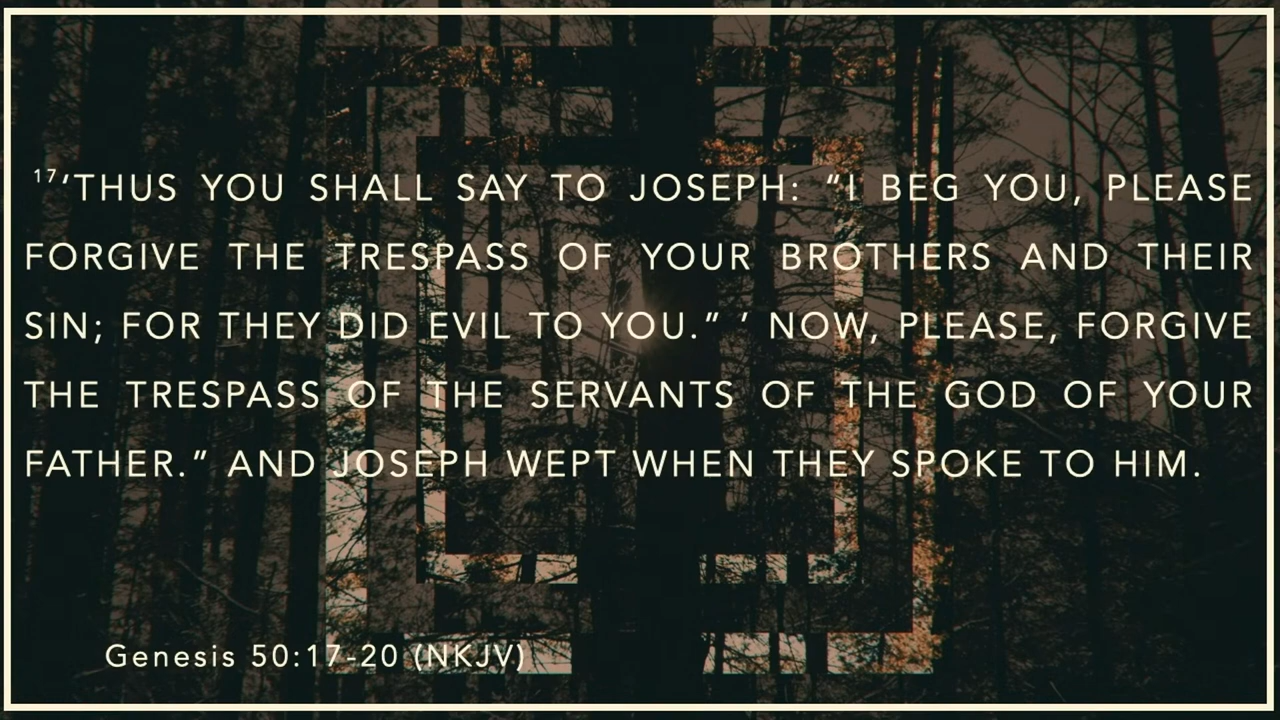 ¹⁷‘THUS YOU SHALL SAY TO JOSEPH: “I BEG YOU, PLEASE
FORGIVE THE TRESPASS OF YOUR BROTHERS AND THEIR
SIN; FOR THEY DID EVIL TO YOU.” ’ NOW, PLEASE, FORGIVE
THE TRESPASS OF THE SERVANTS OF THE GOD OF YOUR
FATHER.” AND JOSEPH WEPT WHEN THEY SPOKE TO HIM.
Genesis 50:17-20 (NKJV)